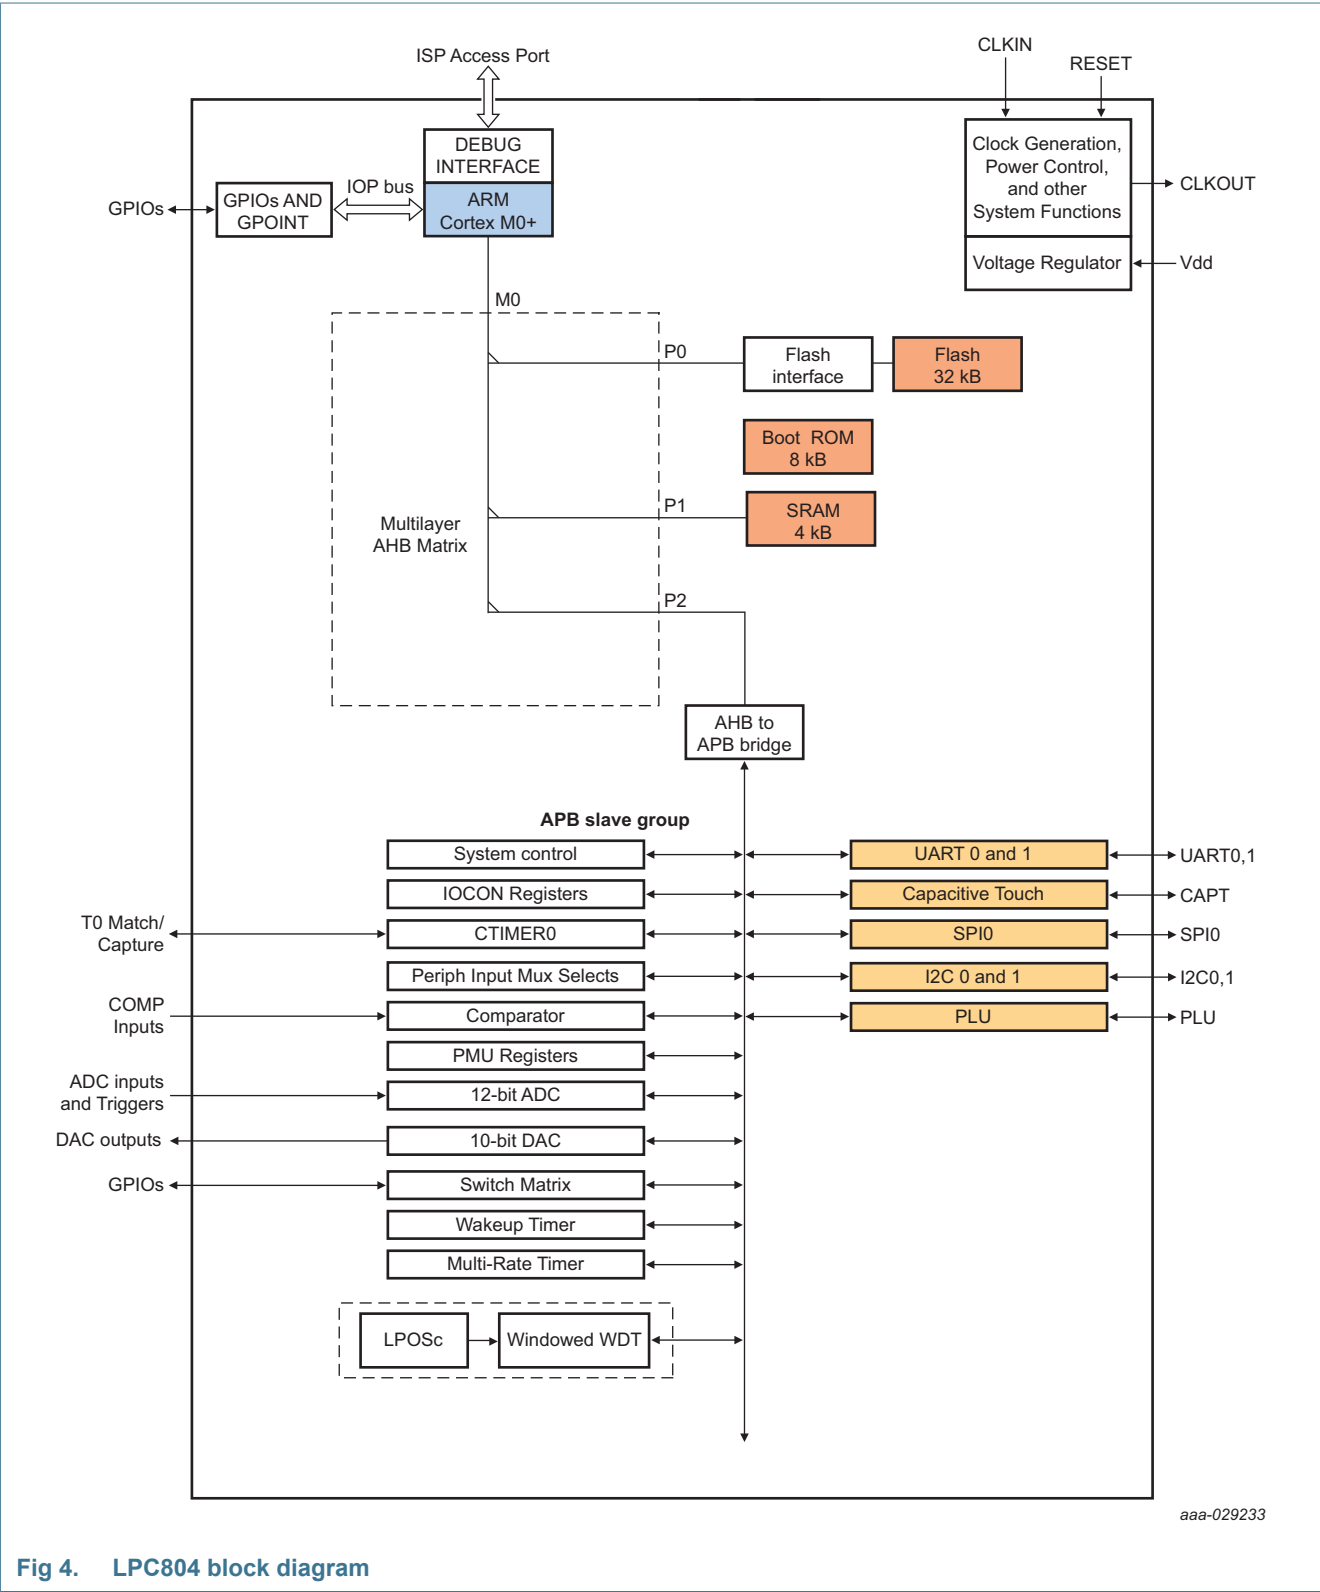 ISP Access Port
CLKIN
RESET
DEBUG
INTERFACE
Clock Generation,
Power Control,
and other
System Functions
CLKOUT
GPIOs
GPIOs AND
GPOINT
IOP bus
ARM
Cortex M0+
Voltage Regulator
Vdd
M0
P0
Flash
interface
Flash
32 kB
Boot ROM
8 kB
P1
SRAM
4 kB
Multilayer
AHB Matrix
P2
AHB to
APB bridge
APB slave group
System control
UART 0 and 1
UART0,1
IOCON Registers
Capacitive Touch
CAPT
T0 Match/
Capture
CTIMER0
SPI0
SPI0
Periph Input Mux Selects
I2C 0 and 1
I2C0,1
COMP
Inputs
Comparator
PLU
PLU
PMU Registers
ADC inputs
and Triggers
12-bit ADC
DAC outputs
10-bit DAC
GPIOs
Switch Matrix
Wakeup Timer
Multi-Rate Timer
LPOSc
Windowed WDT
aaa-029233
Fig 4. LPC804 block diagram